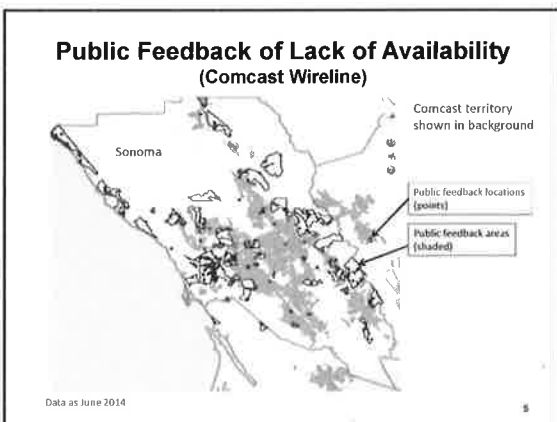 Public Feedback of Lack of Availability
(Comcast Wireline)
Comcast territory
shown in background
Sonoma
Public feedback locations
(points)
Public feedback areas
(shaded)
Data as June 2014
5